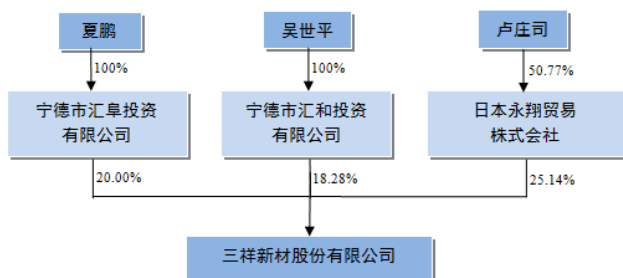 夏鹏
吴世平
卢庄司
100%
100%
50.77%
宁德市汇阜投资
有限公司
宁德市汇和投资
有限公司
日本永翔贸易
株式会社
20.00%
18.28%
25.14%
三祥新材股份有限公司